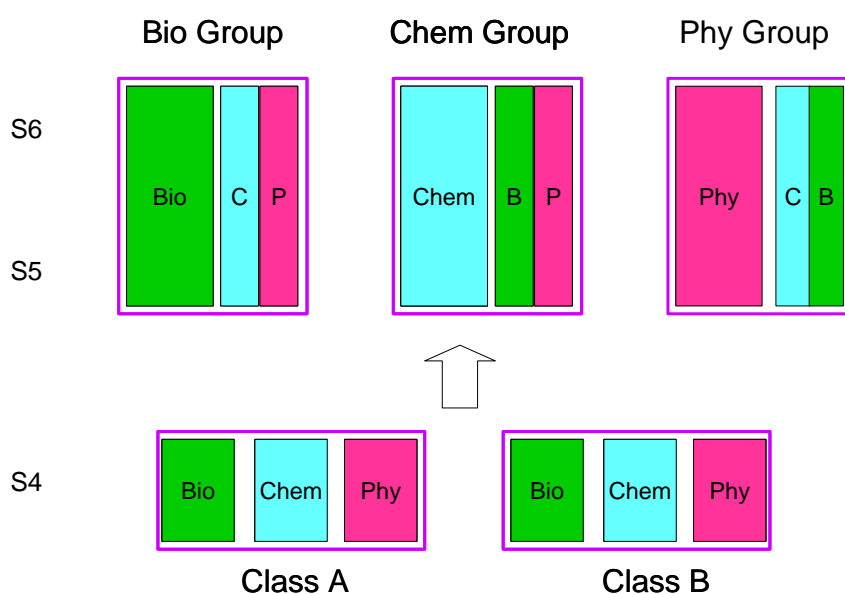 Bio Group Chem Group Phy Group
S6
Bio C P Chem B P Phy C B
S5
S4 Bio Chem Phy Bio Chem Phy
Class A Class B